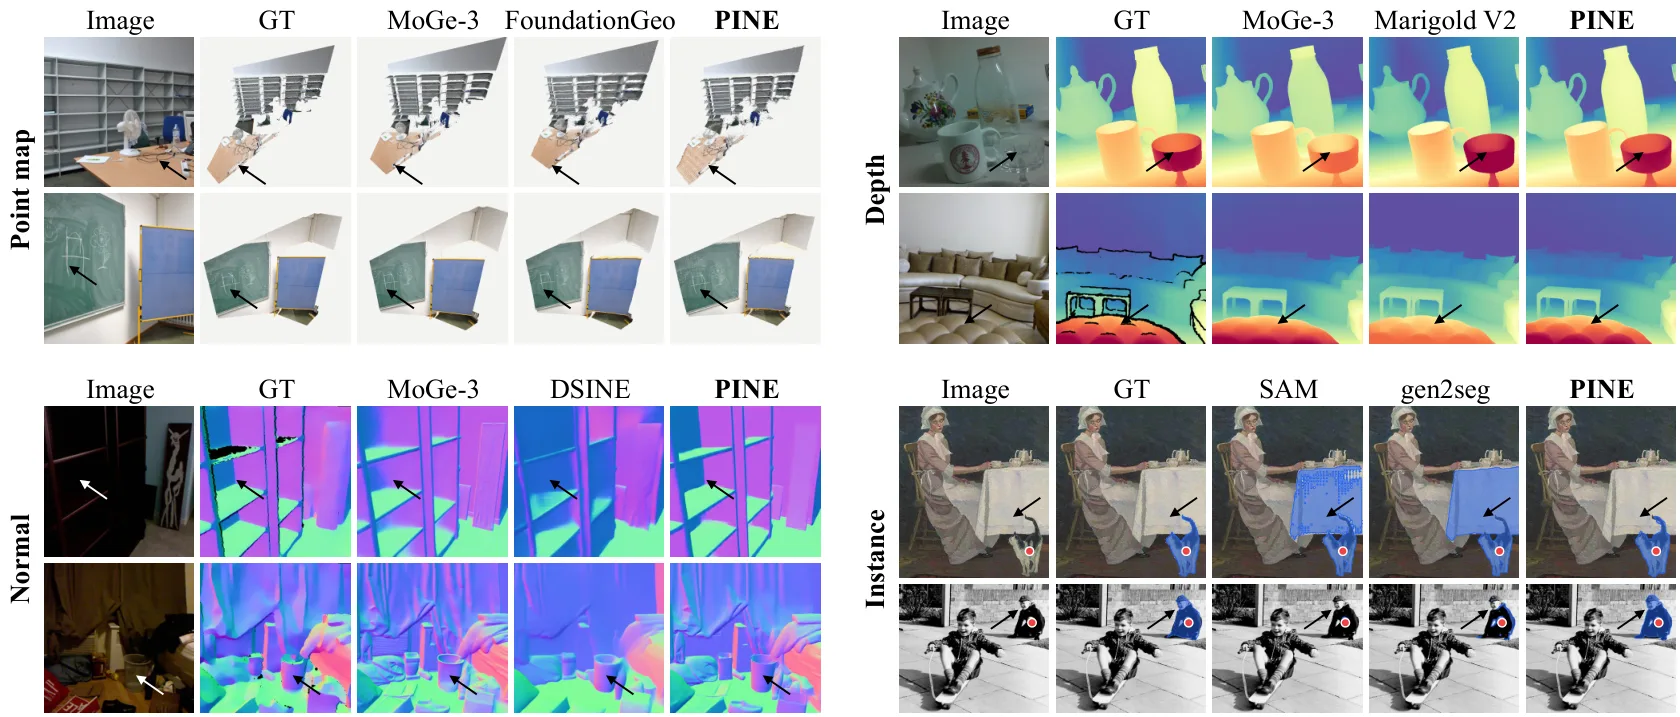 Image GT MoGe-3 FoundationGeo PINE
Point map
Image GT MoGe-3 Marigold V2 PINE
Depth
Image GT MoGe-3 DSINE PINE
Normal
Image GT SAM gen2seg PINE
Instance